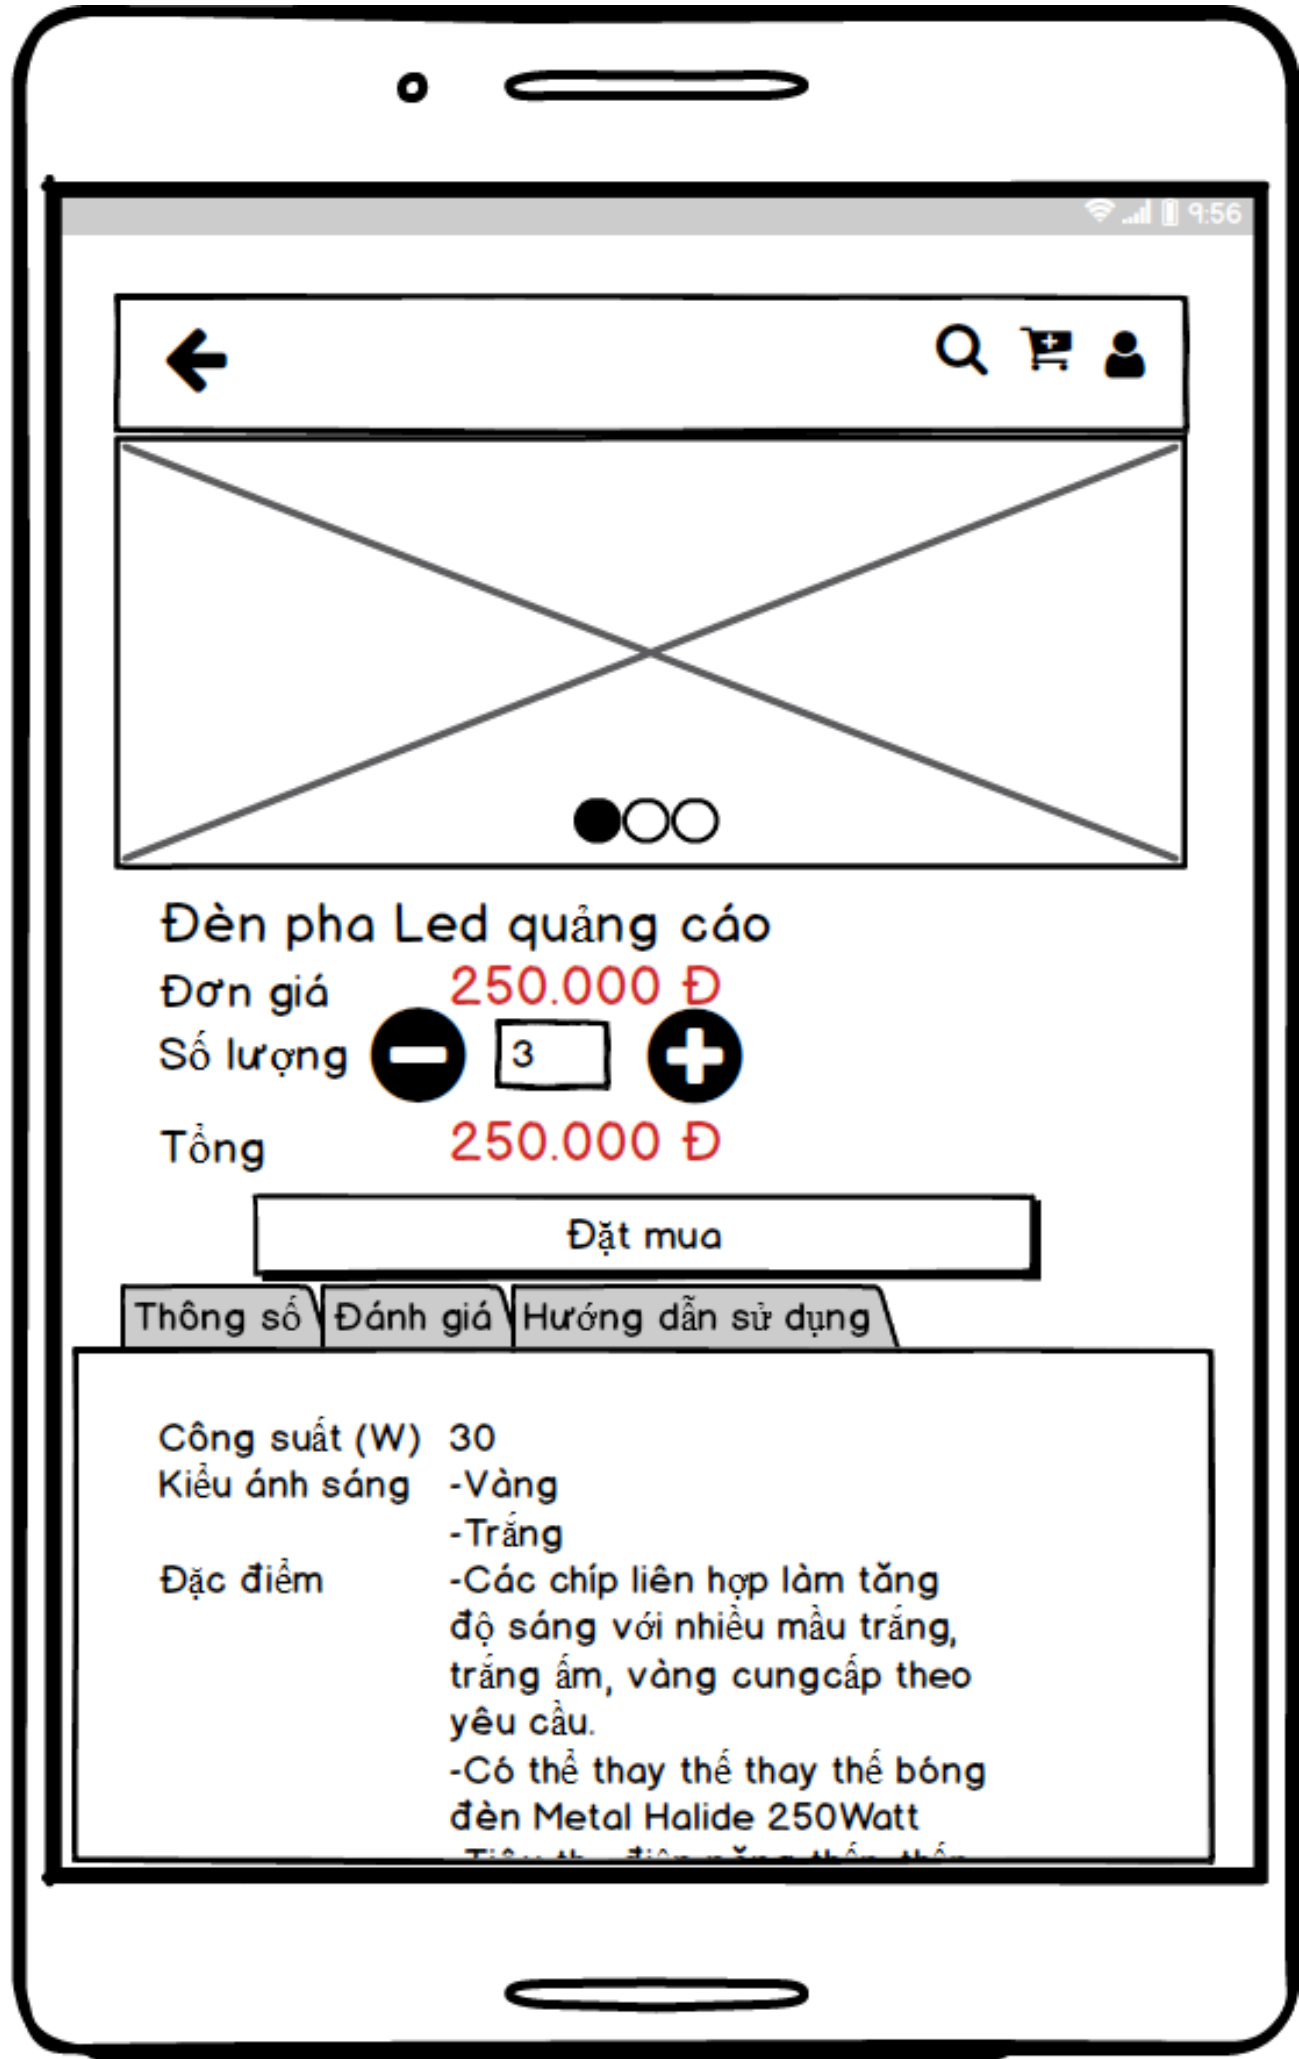 9:56
Đèn pha Led quảng cáo
Đơn giá 250.000 Đ
Số lượng 3
Tổng 250.000 Đ
Đặt mua
Thông số Đánh giá Hướng dẫn sử dụng
Công suất (W) 30
Kiểu ánh sáng -Vàng
-Trắng
Đặc điểm -Các chíp liên hợp làm tăng
độ sáng với nhiều mầu trắng,
trắng ấm, vàng cungcấp theo
yêu cầu.
-Có thể thay thế thay thế bóng
đèn Metal Halide 250Watt